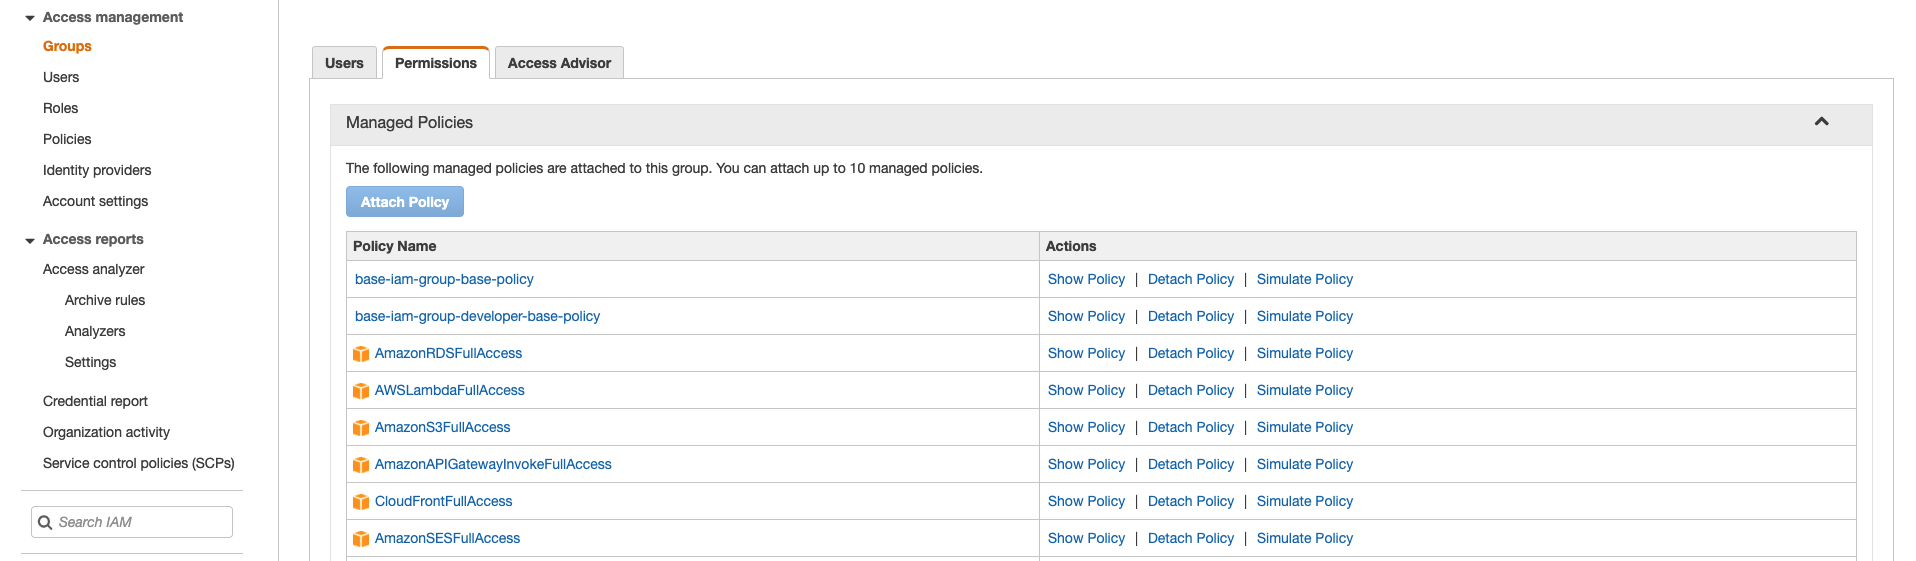 Access management
Groups
Users
Roles
Policies
Identity providers
Account settings
Access reports
Access analyzer
Archive rules
Analyzers
Settings
Credential report
Organization activity
Service control policies (SCPs)
Search IAM
Users Permissions Access Advisor
Managed Policies
The following managed policies are attached to this group. You can attach up to 10 managed policies.
Attach Policy
Policy Name Actions
base-iam-group-base-policy Show Policy | Detach Policy | Simulate Policy
base-iam-group-developer-base-policy Show Policy | Detach Policy | Simulate Policy
AmazonRDSFullAccess Show Policy | Detach Policy | Simulate Policy
AWSLambdaFullAccess Show Policy | Detach Policy | Simulate Policy
AmazonS3FullAccess Show Policy | Detach Policy | Simulate Policy
AmazonAPIGatewayInvokeFullAccess Show Policy | Detach Policy | Simulate Policy
CloudFrontFullAccess Show Policy | Detach Policy | Simulate Policy
AmazonSESFullAccess Show Policy | Detach Policy | Simulate Policy